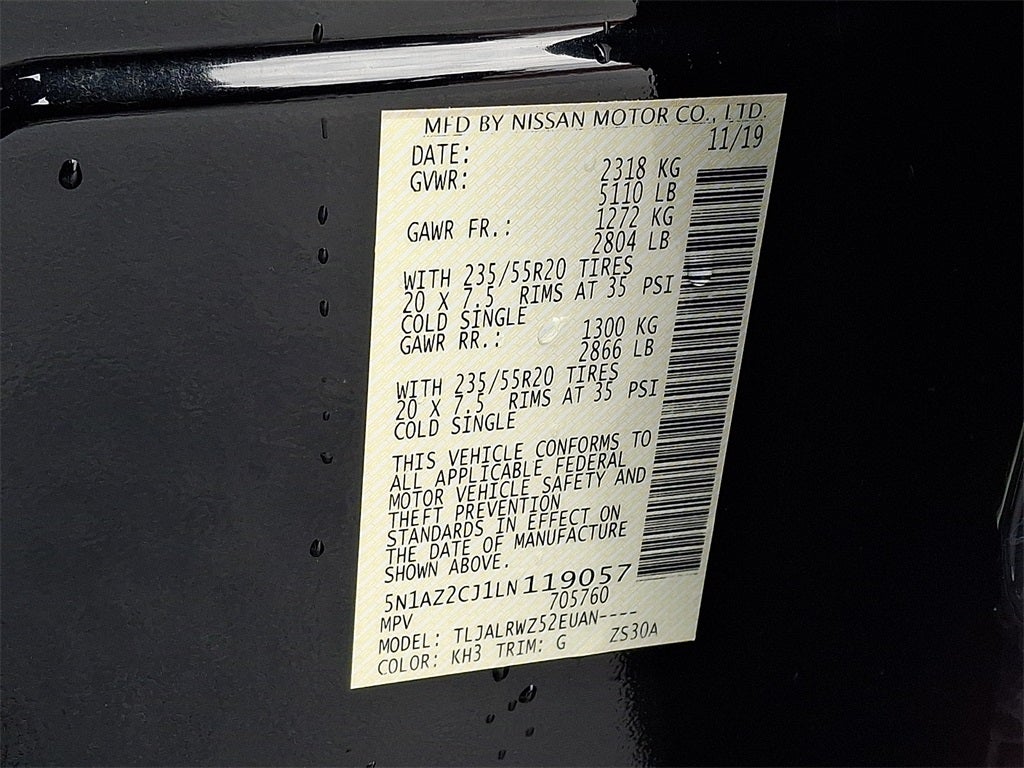 MFD BY NISSAN MOTOR CO., LTD.
DATE: 11/19
GVWR: 2318 KG
5110 LB
GAWR FR.: 1272 KG
2804 LB
WITH 235/55R20 TIRES
20 X 7.5 RIMS AT 35 PSI
COLD SINGLE
GAWR RR.: 1300 KG
2866 LB
WITH 235/55R20 TIRES
20 X 7.5 RIMS AT 35 PSI
COLD SINGLE
THIS VEHICLE CONFORMS TO
ALL APPLICABLE FEDERAL
MOTOR VEHICLE SAFETY AND
THEFT PREVENTION
STANDARDS IN EFFECT ON
THE DATE OF MANUFACTURE
SHOWN ABOVE.
5N1AZ2CJ1LN119057
MPV 705760
MODEL: TLJALRWZ52EUAN----
COLOR: KH3 TRIM: G ZS30A